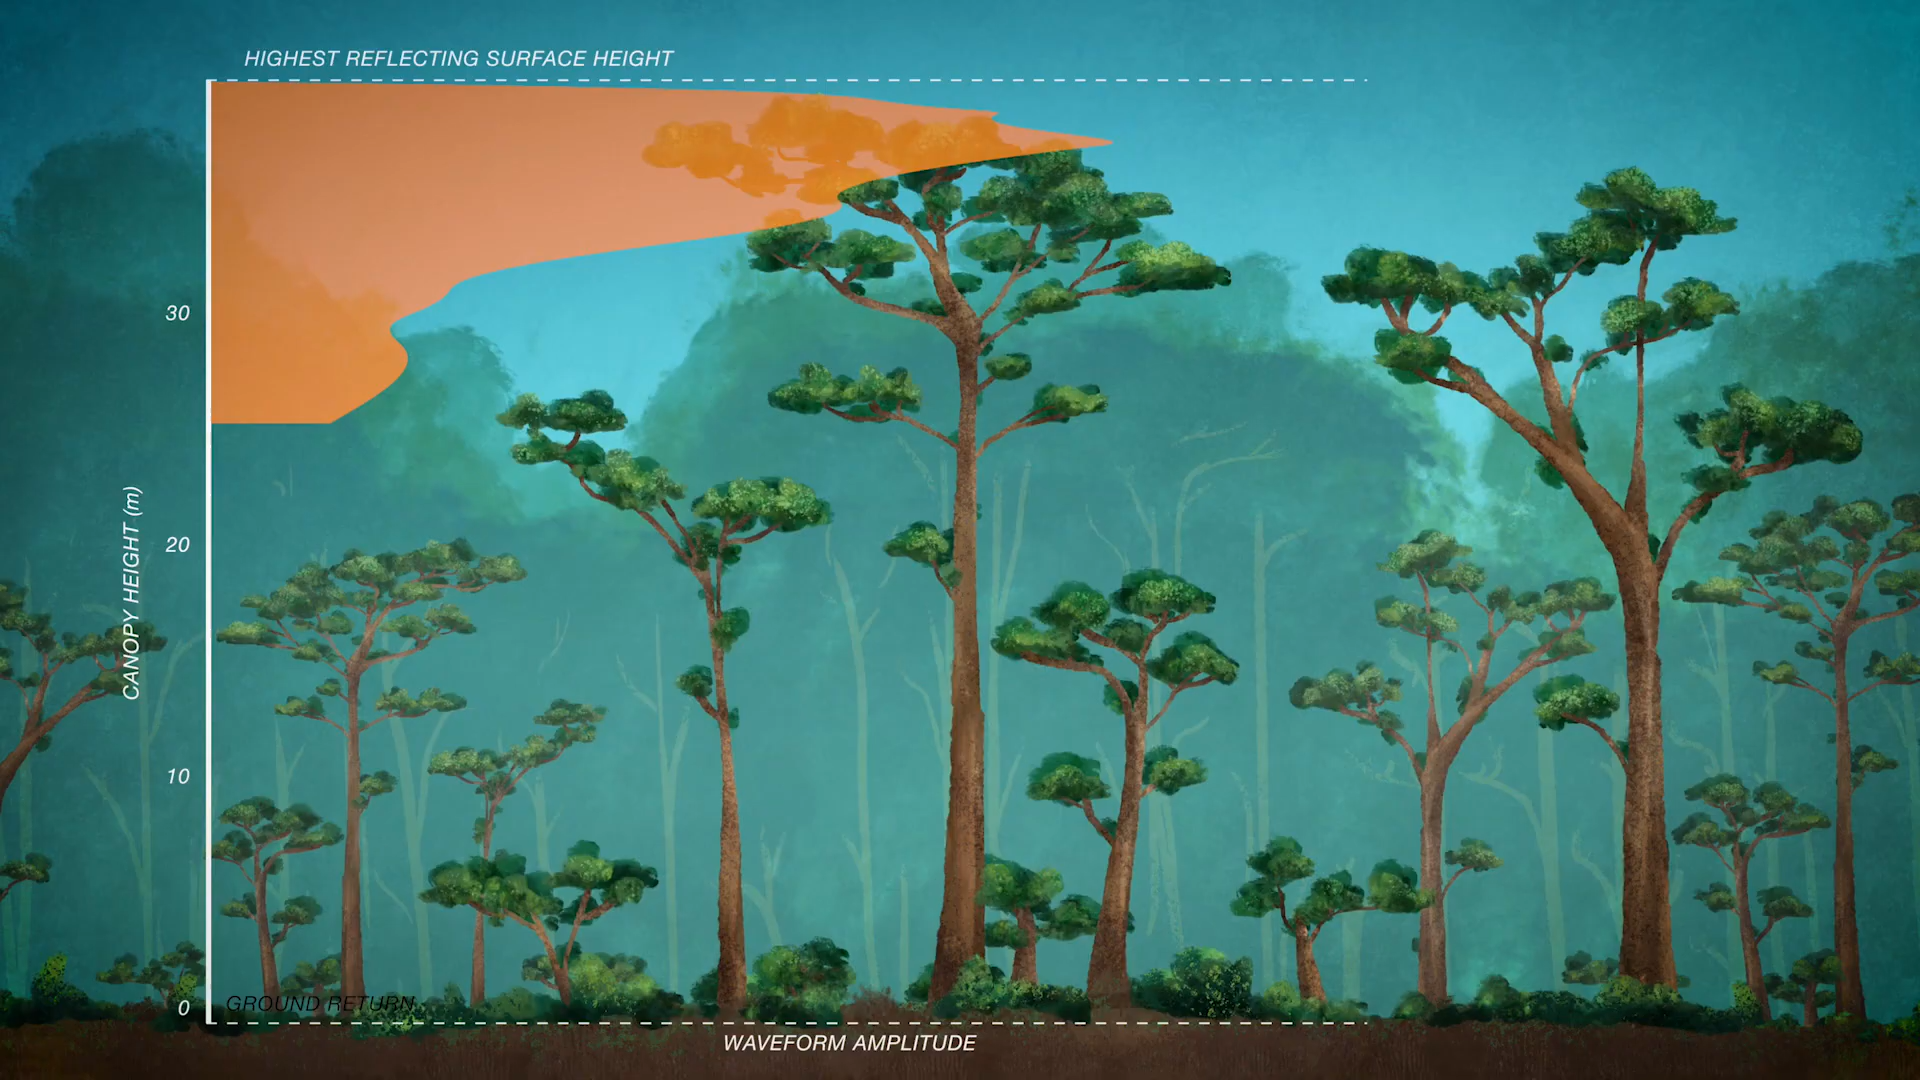 HIGHEST REFLECTING SURFACE HEIGHT
30
20
10
0
CANOPY HEIGHT (m)
GROUND RETURN
WAVEFORM AMPLITUDE